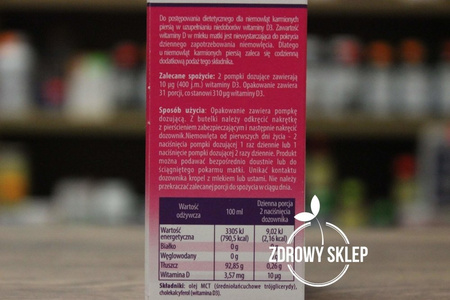 Do postępowania dietetycznego dla niemowląt karmionych
piersią w uzupełnianiu niedoborów witaminy D3. Zawartość
witaminy D w mleku matki jest niewystarczająca do pokrycia
dziennego zapotrzebowania niemowlęcia. Dlatego
u niemowląt karmionych piersią zaleca się codzienną
dodatkową podaż tego składnika.
Zalecane spożycie: 2 pompki dozujące zawierają
10 µg (400 j.m.) witaminy D3. Opakowanie zawiera
31 porcji, co stanowi 310 µg witaminy D3.
Sposób użycia: Opakowanie zawiera pompkę
dozującą. Z butelki należy odkręcić nakrętkę
z pierścieniem zabezpieczającym i następnie nakręcić
dozownik. Niemowlęta od pierwszych dni życia - 2
naciśnięcia pompki dozującej 1 raz dziennie lub 1
naciśnięcie pompki dozującej 2 razy dziennie. Produkt
można podawać bezpośrednio doustnie lub do
ściągniętego pokarmu matki. Unikać kontaktu
dozownika kropel z mlekiem lub ustami. Nie należy
przekraczać zalecanej porcji do spożycia w ciągu dnia.
Wartość odżywcza 100 ml Dzienna porcja 2 naciśnięcia dozownika
Wartość energetyczna 3305 kJ (790,5 kcal) 9,02 kJ (2,16 kcal)
Białko 0 g
Węglowodany 0 g
Tłuszcz 92,85 g 0,26 g
Witamina D 3,57 mg 10 µg
Składniki: olej MCT (średniołańcuchowe trójglicerydy),
cholekalcyferol (witamina D3).
ZDROWY SKLEP